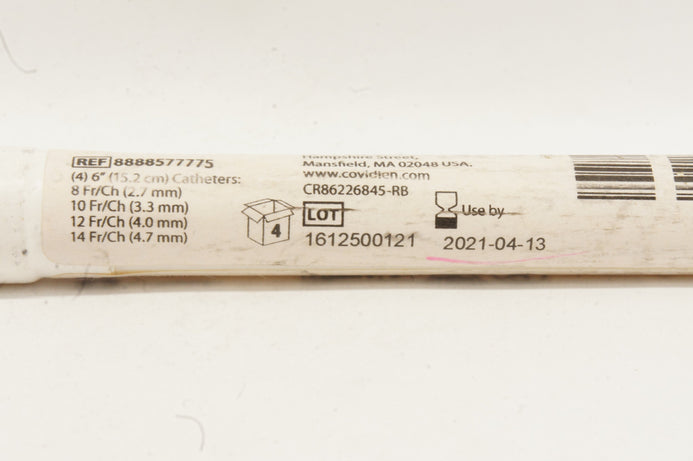 REF 8888577775
(4) 6" (15.2 cm) Catheters:
8 Fr/Ch (2.7 mm)
10 Fr/Ch (3.3 mm)
12 Fr/Ch (4.0 mm)
14 Fr/Ch (4.7 mm)
4
Hampshire Street,
Mansfield, MA 02048 USA.
www.covidien.com
CR86226845-RB
LOT
1612500121
Use by
2021-04-13